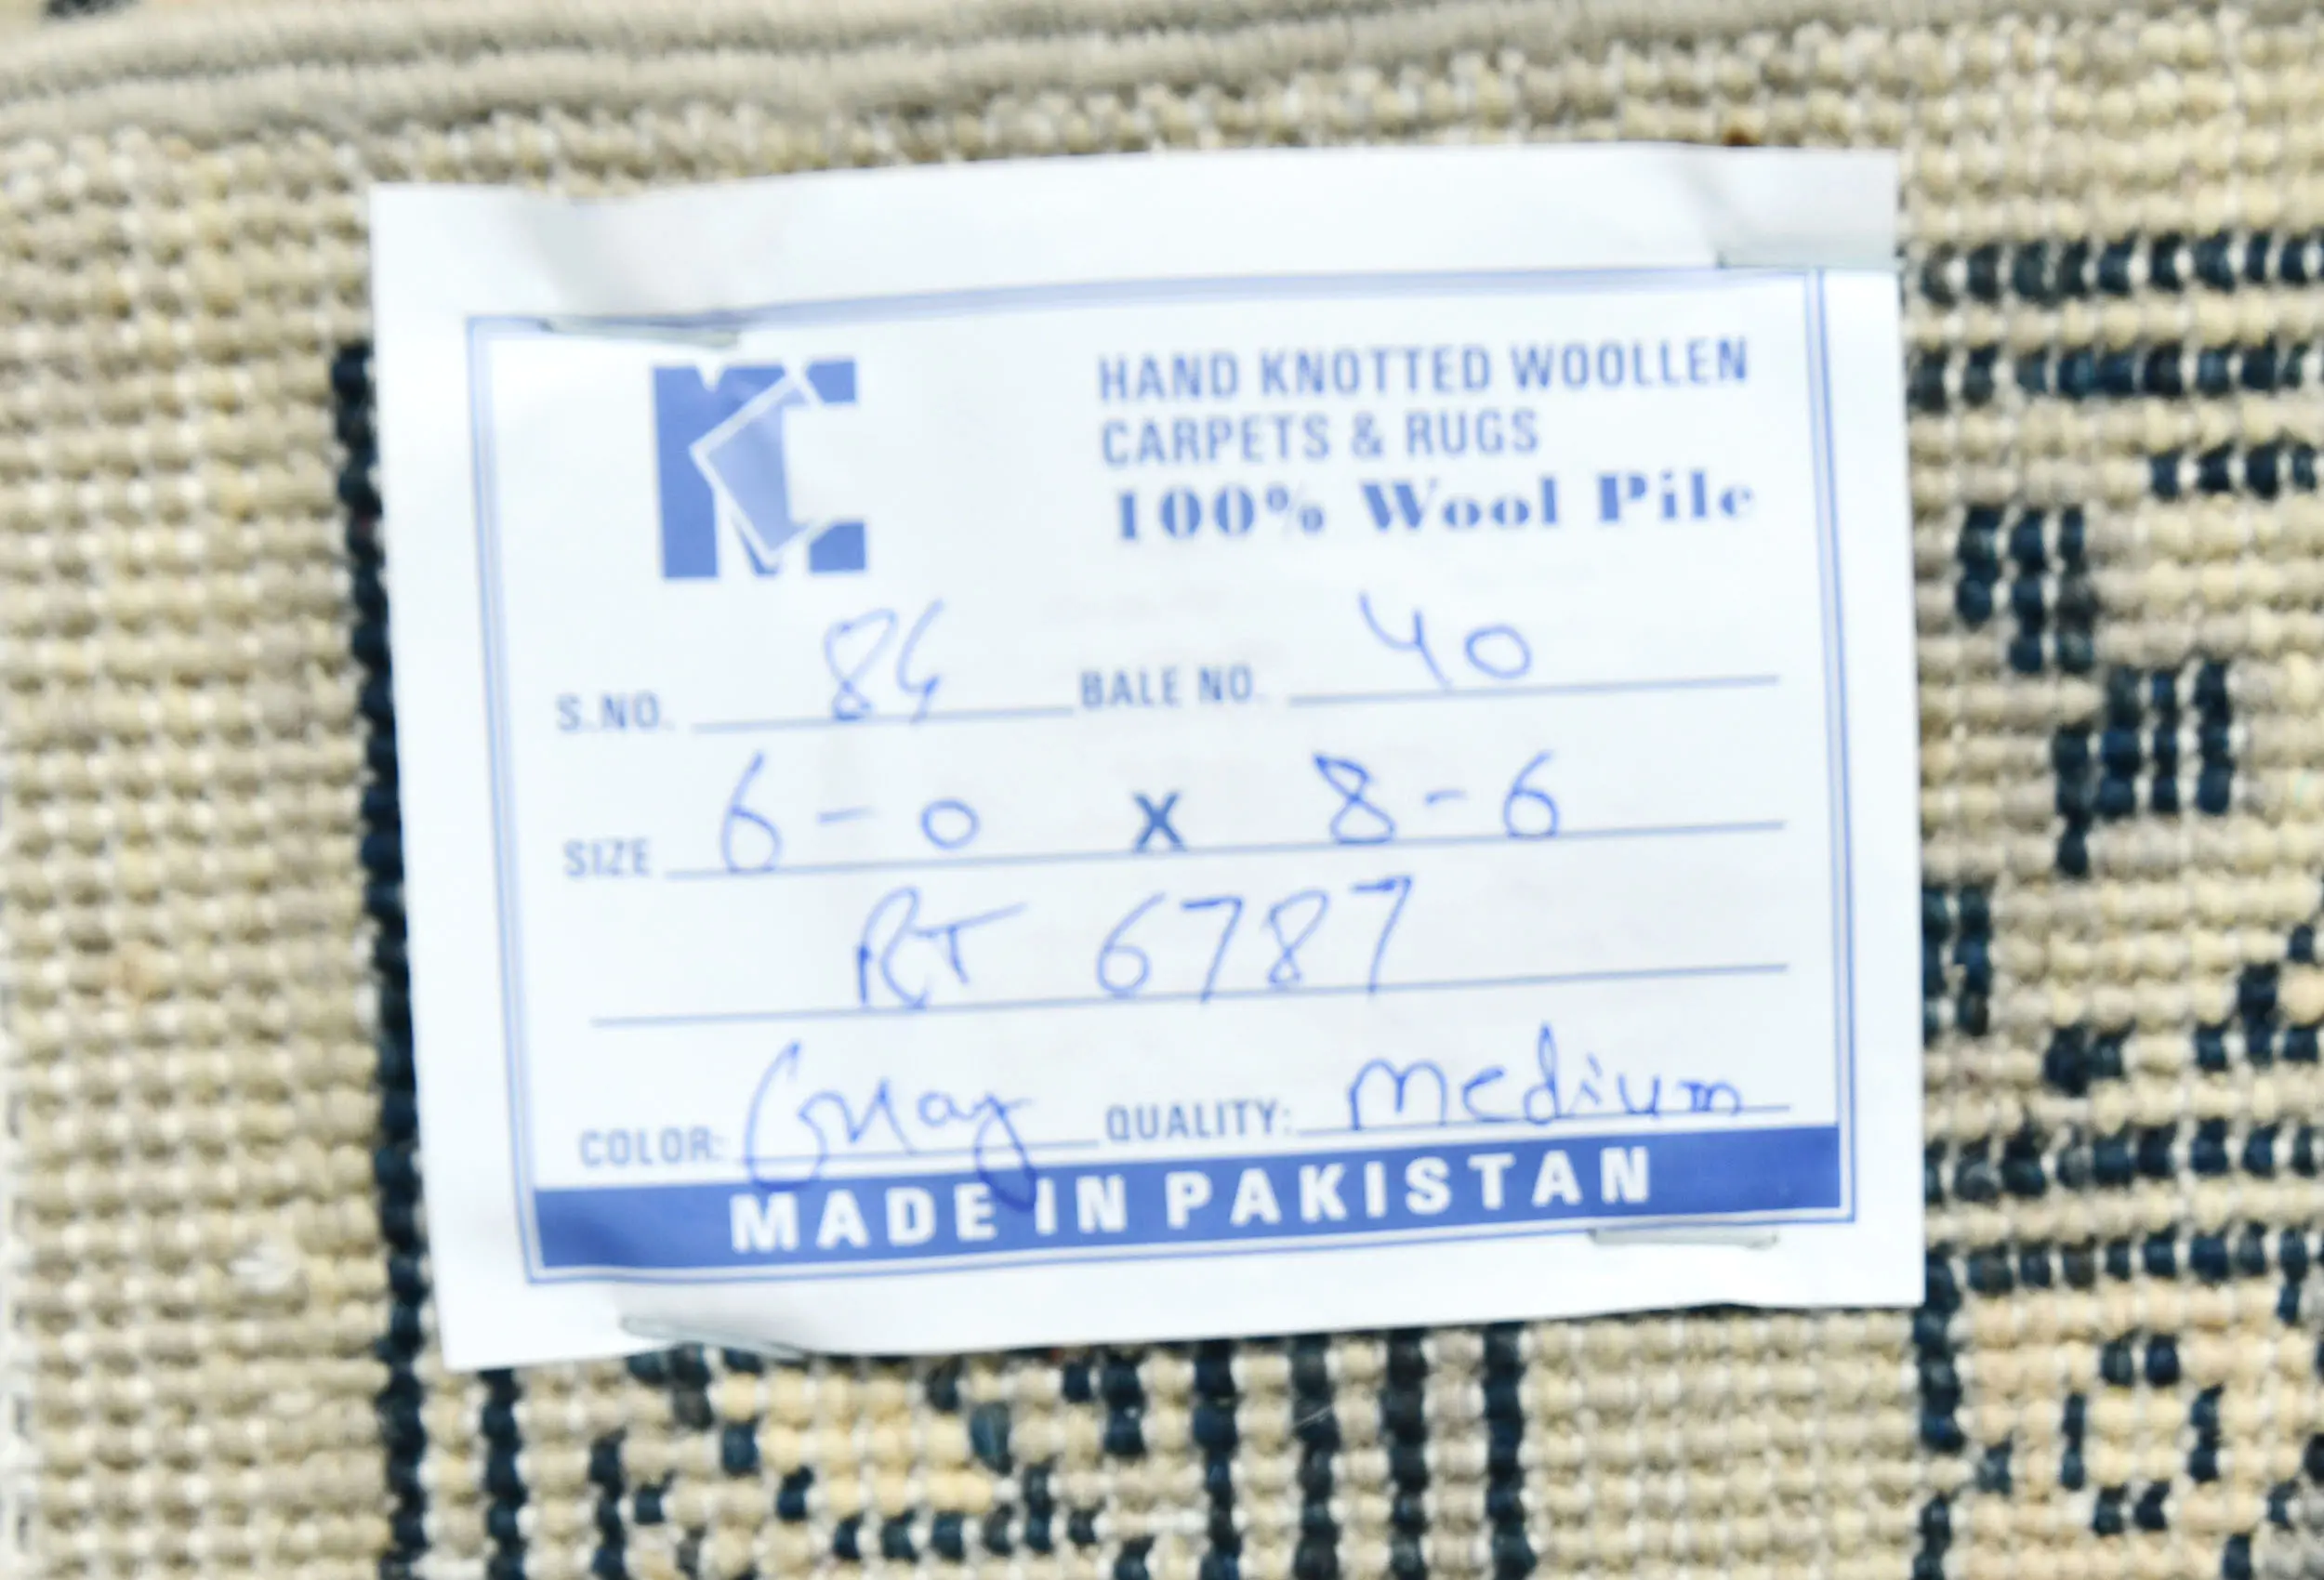 KC
HAND KNOTTED WOOLLEN
CARPETS & RUGS
100% Wool Pile
S.NO. 84 BALE NO. 40
SIZE 6-0 X 8-6
RT 6787
COLOR: Gray QUALITY: Medium
MADE IN PAKISTAN